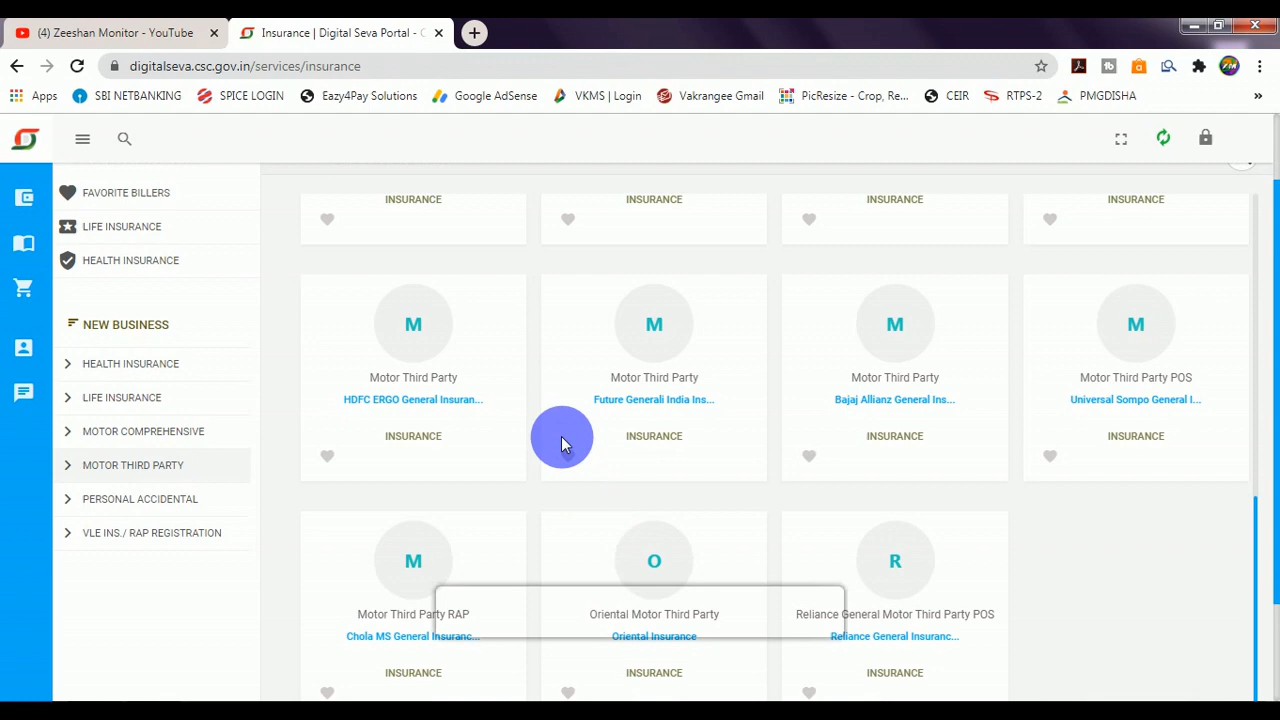 (4) Zeeshan Monitor - YouTube
Insurance | Digital Seva Portal - C
digitalseva.csc.gov.in/services/insurance
Apps
SBI NETBANKING
SPICE LOGIN
Eazy4Pay Solutions
Google AdSense
VKMS | Login
Vakrangee Gmail
PicResize - Crop, Re...
CEIR
RTPS-2
PMGDISHA
»
FAVORITE BILLERS
LIFE INSURANCE
HEALTH INSURANCE
NEW BUSINESS
HEALTH INSURANCE
LIFE INSURANCE
MOTOR COMPREHENSIVE
MOTOR THIRD PARTY
PERSONAL ACCIDENTAL
VLE INS./ RAP REGISTRATION
INSURANCE
INSURANCE
INSURANCE
INSURANCE
M
Motor Third Party
HDFC ERGO General Insuran...
INSURANCE
M
Motor Third Party
Future Generali India Ins...
INSURANCE
M
Motor Third Party
Bajaj Allianz General Ins...
INSURANCE
M
Motor Third Party POS
Universal Sompo General I...
INSURANCE
M
Motor Third Party RAP
Chola MS General Insuranc...
INSURANCE
O
Oriental Motor Third Party
Oriental Insurance
INSURANCE
R
Reliance General Motor Third Party POS
Reliance General Insuranc...
INSURANCE